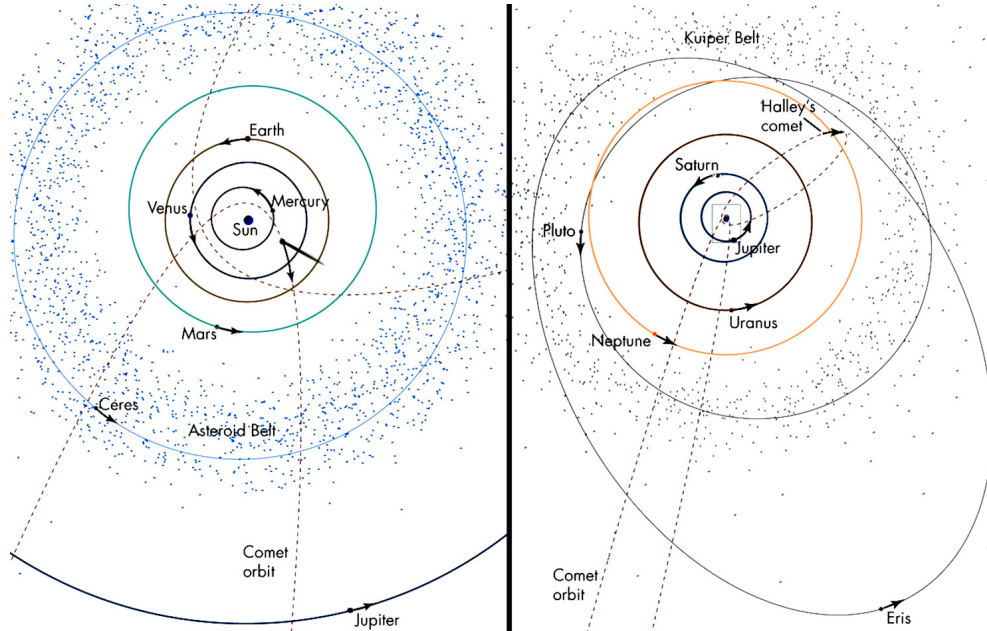 Earth
Venus
Mercury
Sun
Mars
Ceres
Asteroid Belt
Comet
orbit
Jupiter
Kuiper Belt
Halley's
comet
Saturn
Pluto
Jupiter
Uranus
Neptune
Comet
orbit
Eris